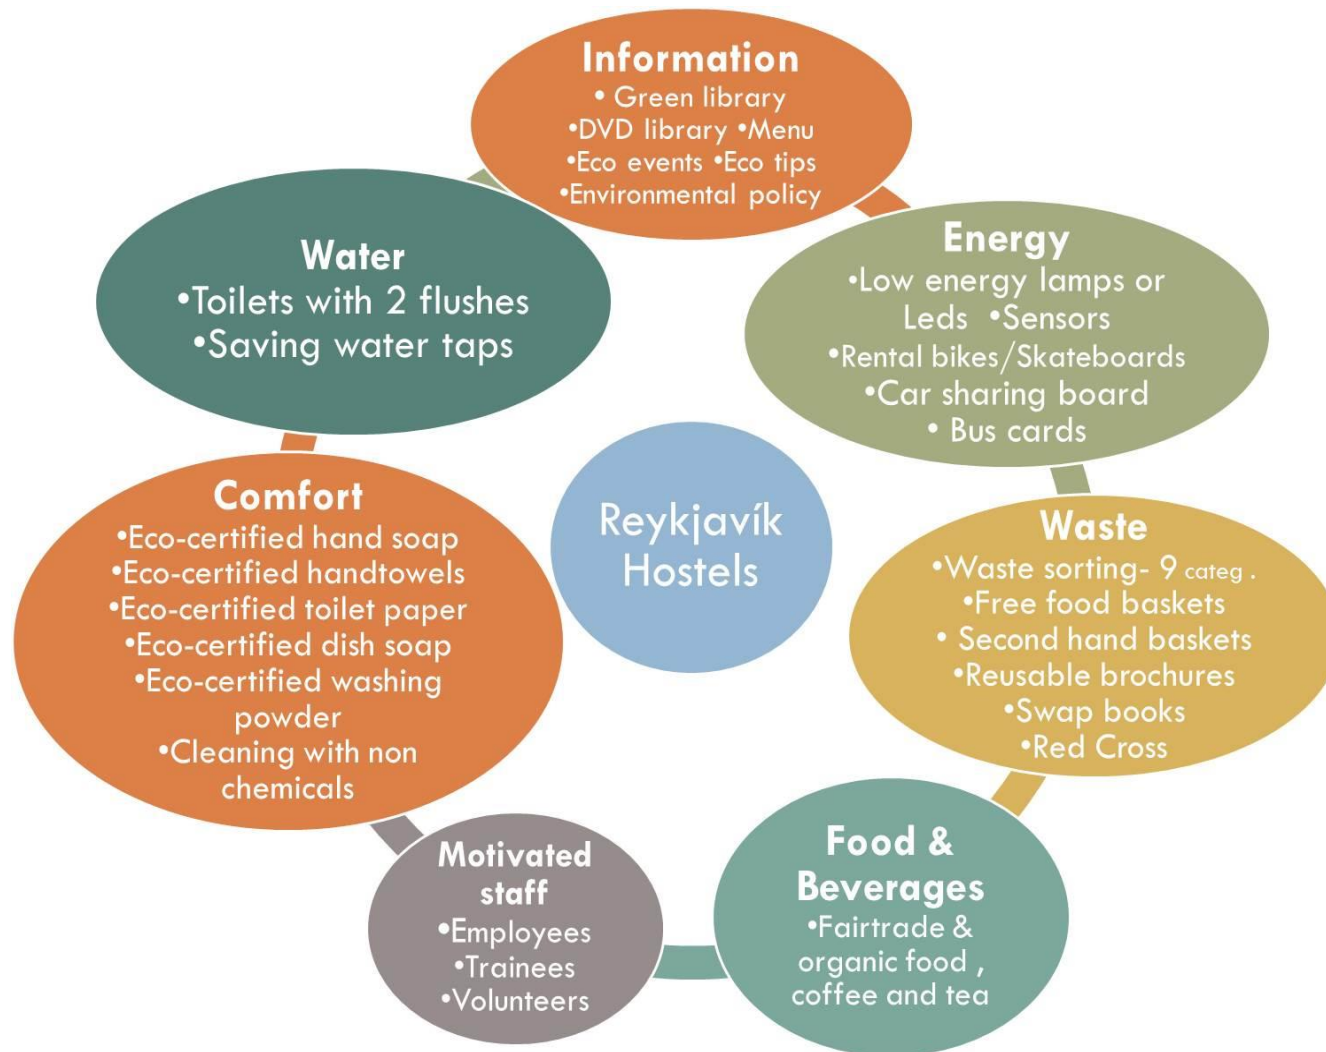 Information
• Green library
•DVD library •Menu
•Eco events •Eco tips
•Environmental policy
Energy
•Low energy lamps or
Leds •Sensors
•Rental bikes/Skateboards
•Car sharing board
• Bus cards
Waste
•Waste sorting- 9 categ .
•Free food baskets
• Second hand baskets
•Reusable brochures
•Swap books
•Red Cross
Food &
Beverages
•Fairtrade &
organic food ,
coffee and tea
Motivated
staff
•Employees
•Trainees
•Volunteers
Comfort
•Eco-certified hand soap
•Eco-certified handtowels
•Eco-certified toilet paper
•Eco-certified dish soap
•Eco-certified washing
powder
•Cleaning with non
chemicals
Water
•Toilets with 2 flushes
•Saving water taps
Reykjavík
Hostels